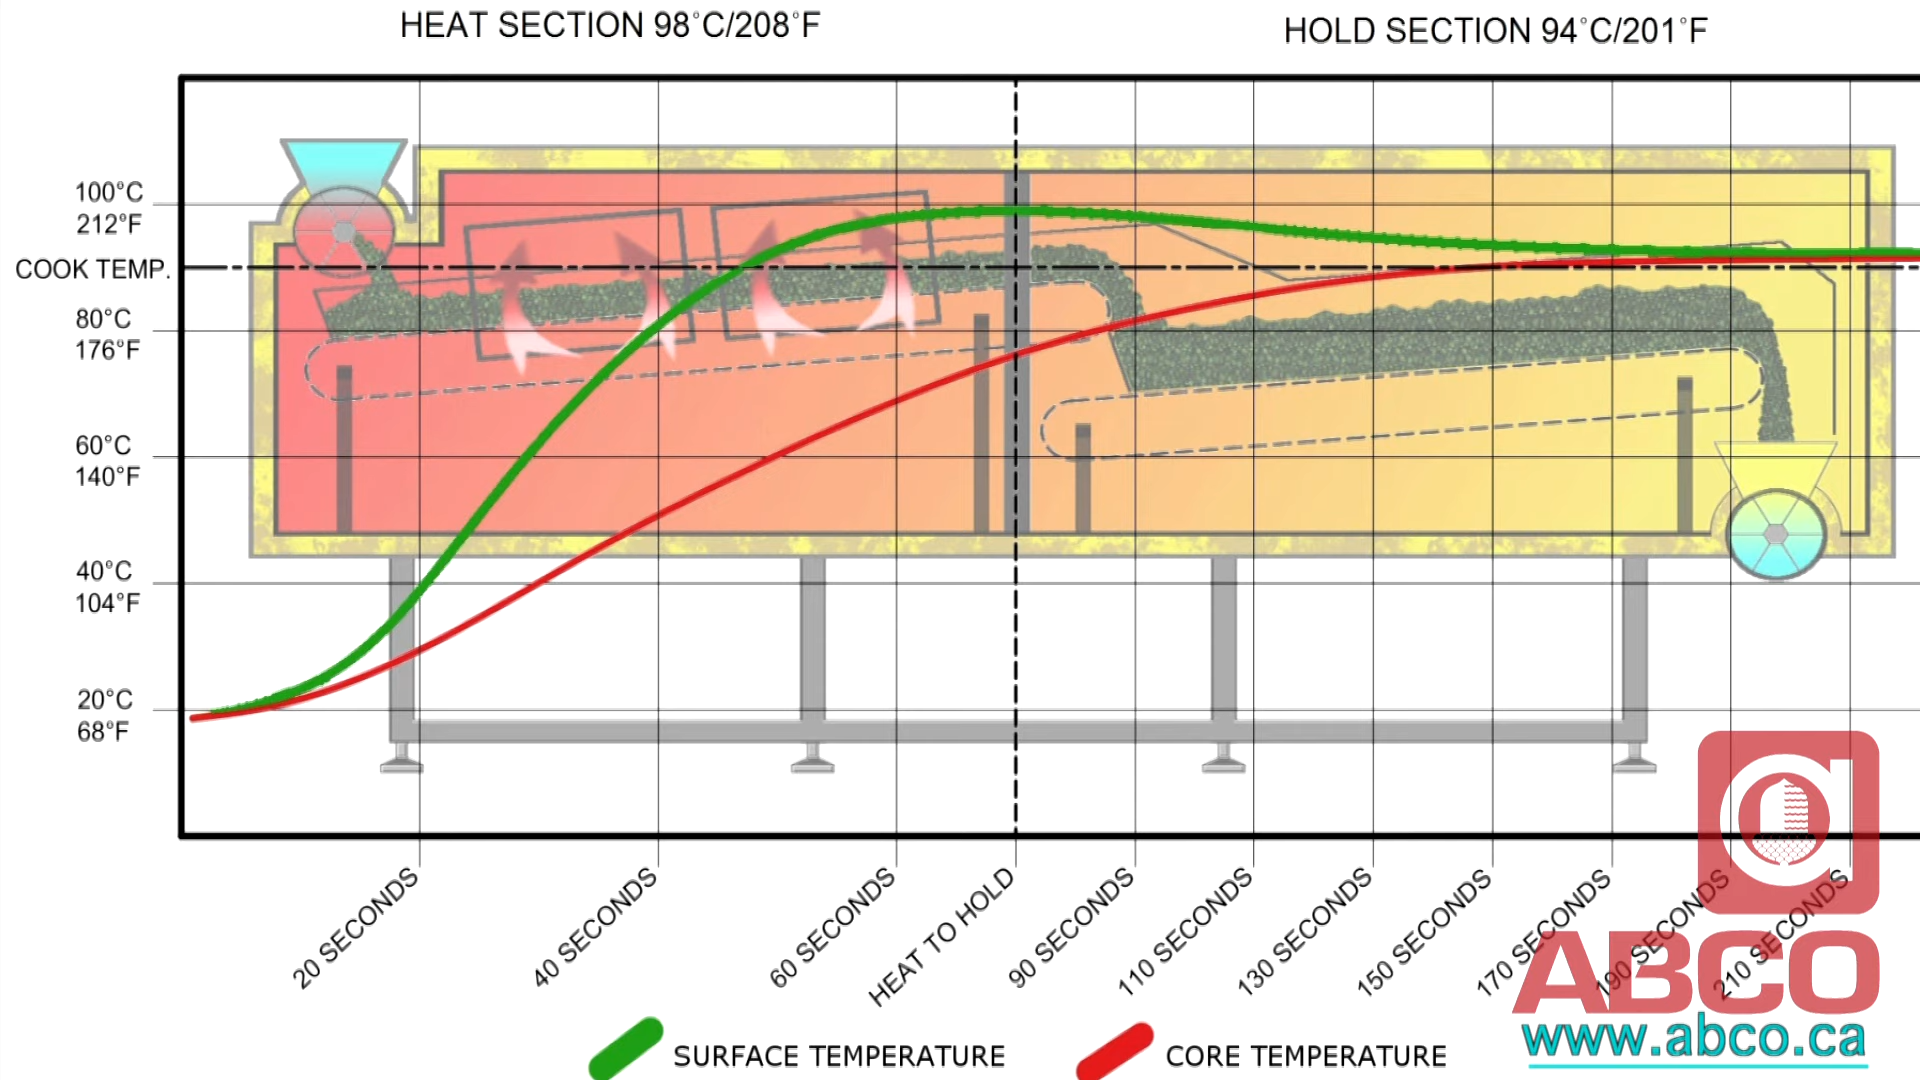 HEAT SECTION 98°C/208°F
HOLD SECTION 94°C/201°F
100°C
212°F
COOK TEMP.
80°C
176°F
60°C
140°F
40°C
104°F
20°C
68°F
20 SECONDS
40 SECONDS
60 SECONDS
HEAT TO HOLD
90 SECONDS
110 SECONDS
130 SECONDS
150 SECONDS
170 SECONDS
190 SECONDS
210 SECONDS
ABCO
www.abco.ca
SURFACE TEMPERATURE
CORE TEMPERATURE